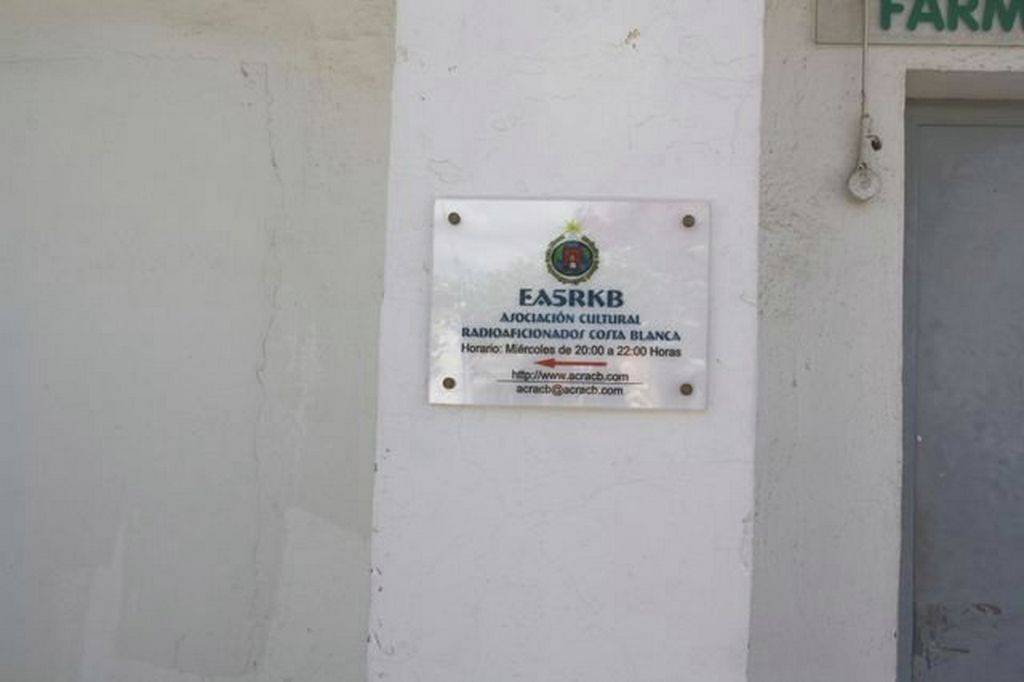 FARM
EA5RKB
ASOCIACIÓN CULTURAL
RADIOAFICIONADOS COSTA BLANCA
Horario: Miércoles de 20:00 a 22:00 Horas
http://www.acracb.com
acracb@acracb.com